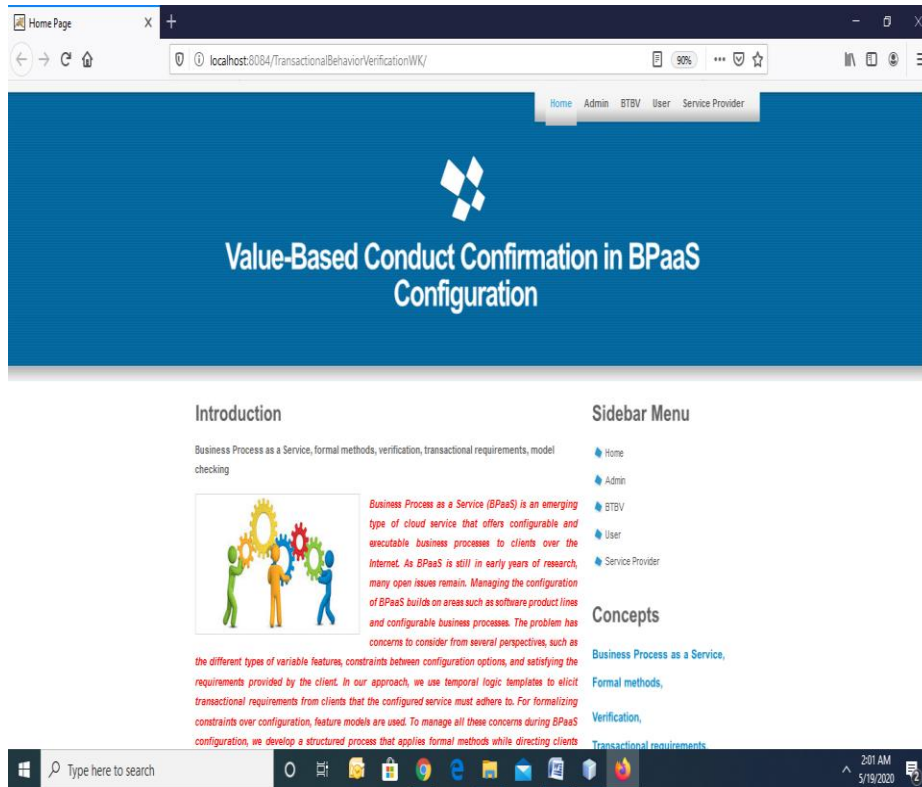 Home Page
localhost:8084/TransactionalBehaviorVerificationWK/
90%
Home Admin BTBV User Service Provider
Value-Based Conduct Confirmation in BPaaS
Configuration
Introduction
Business Process as a Service, formal methods, verification, transactional requirements, model
checking
Business Process as a Service (BPaaS) is an emerging
type of cloud service that offers configurable and
executable business processes to clients over the
Internet. As BPaaS is still in early years of research,
many open issues remain. Managing the configuration
of BPaaS builds on areas such as software product lines
and configurable business processes. The problem has
concerns to consider from several perspectives, such as
the different types of variable features, constraints between configuration options, and satisfying the
requirements provided by the client. In our approach, we use temporal logic templates to elicit
transactional requirements from clients that the configured service must adhere to. For formalizing
constraints over configuration, feature models are used. To manage all these concerns during BPaaS
configuration, we develop a structured process that applies formal methods while directing clients
Sidebar Menu
Home
Admin
BTBV
User
Service Provider
Concepts
Business Process as a Service,
Formal methods,
Verification,
Transactional requirements,
Type here to search
2:01 AM
5/19/2020
2